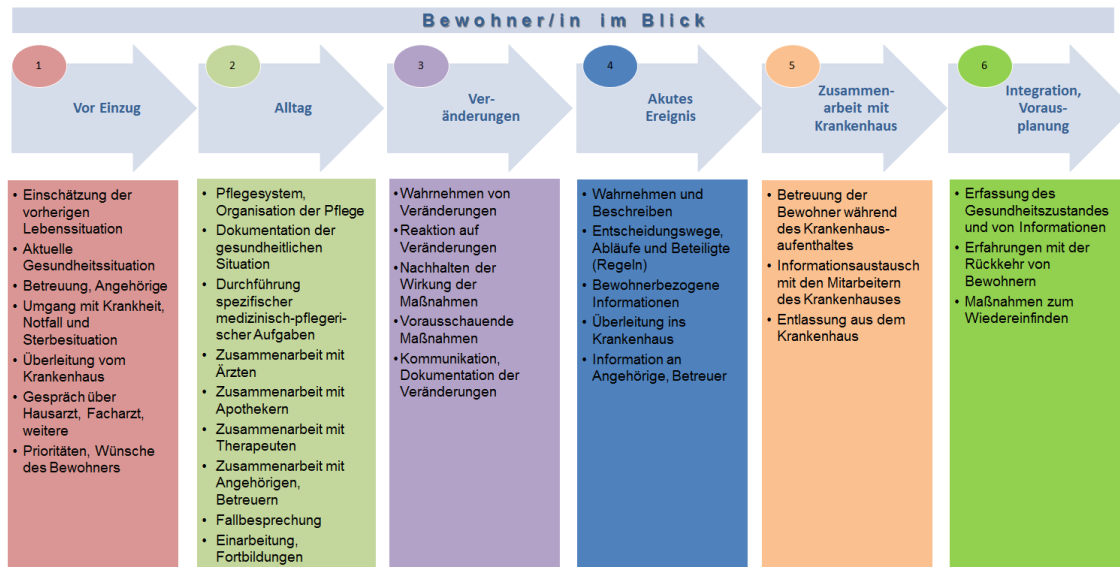 Bewohner/in im Blick
1
Vor Einzug
• Einschätzung der
vorherigen
Lebenssituation
• Aktuelle
Gesundheitssituation
• Betreuung, Angehörige
• Umgang mit Krankheit,
Notfall und
Sterbesituation
• Überleitung vom
Krankenhaus
• Gespräch über
Hausarzt, Facharzt,
weitere
• Prioritäten, Wünsche
des Bewohners
2
Alltag
• Pflegesystem,
Organisation der Pflege
• Dokumentation der
gesundheitlichen
Situation
• Durchführung
spezifischer
medizinisch-pflegeri-
scher Aufgaben
• Zusammenarbeit mit
Ärzten
• Zusammenarbeit mit
Apothekern
• Zusammenarbeit mit
Therapeuten
• Zusammenarbeit mit
Angehörigen,
Betreuern
• Fallbesprechung
• Einarbeitung,
Fortbildungen
3
Ver-
änderungen
• Wahrnehmen von
Veränderungen
• Reaktion auf
Veränderungen
• Nachhalten der
Wirkung der
Maßnahmen
• Vorausschauende
Maßnahmen
• Kommunikation,
Dokumentation der
Veränderungen
4
Akutes
Ereignis
• Wahrnehmen und
Beschreiben
• Entscheidungswege,
Abläufe und Beteiligte
(Regeln)
• Bewohnerbezogene
Informationen
• Überleitung ins
Krankenhaus
• Information an
Angehörige, Betreuer
5
Zusammen-
arbeit mit
Krankenhaus
• Betreuung der
Bewohner während
des Krankenhaus-
aufenthaltes
• Informationsaustausch
mit den Mitarbeitern
des Krankenhauses
• Entlassung aus dem
Krankenhaus
6
Integration,
Voraus-
planung
• Erfassung des
Gesundheitszustandes
und von Informationen
• Erfahrungen mit der
Rückkehr von
Bewohnern
• Maßnahmen zum
Wiedereinfinden